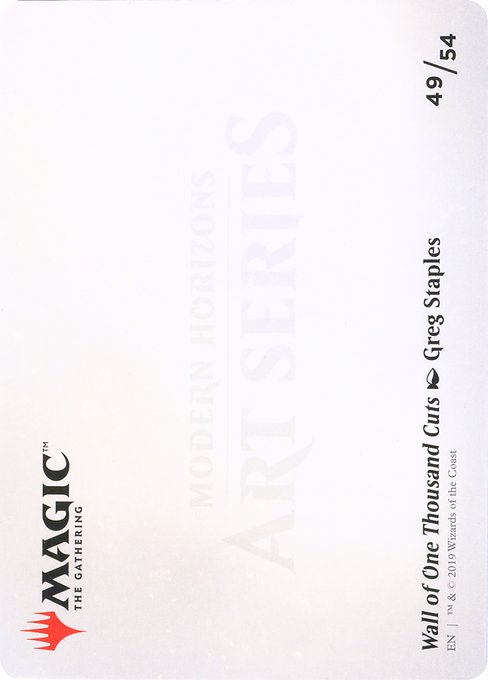 49/54
MODERN HORIZONS
ART SERIES
MAGIC™
THE GATHERING
Wall of One Thousand Cuts Greg Staples
EN | ™ & © 2019 Wizards of the Coast